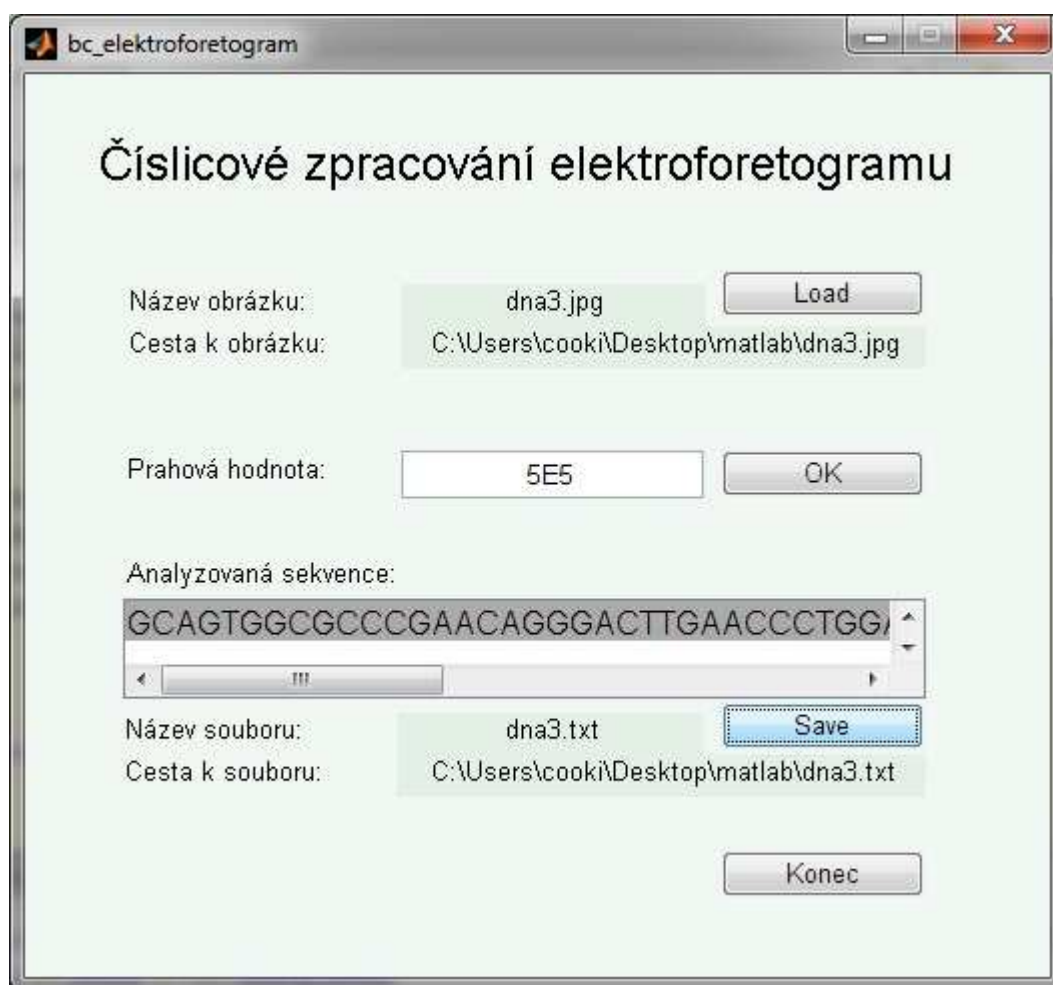 bc_elektroforetogram
Číslicové zpracování elektroforetogramu
Název obrázku: dna3.jpg Load
Cesta k obrázku: C:\Users\cooki\Desktop\matlab\dna3.jpg
Prahová hodnota: 5E5 OK
Analyzovaná sekvence:
GCAGTGGCGCCCGAACAGGGACTTGAACCCTGGA
Název souboru: dna3.txt Save
Cesta k souboru: C:\Users\cooki\Desktop\matlab\dna3.txt
Konec